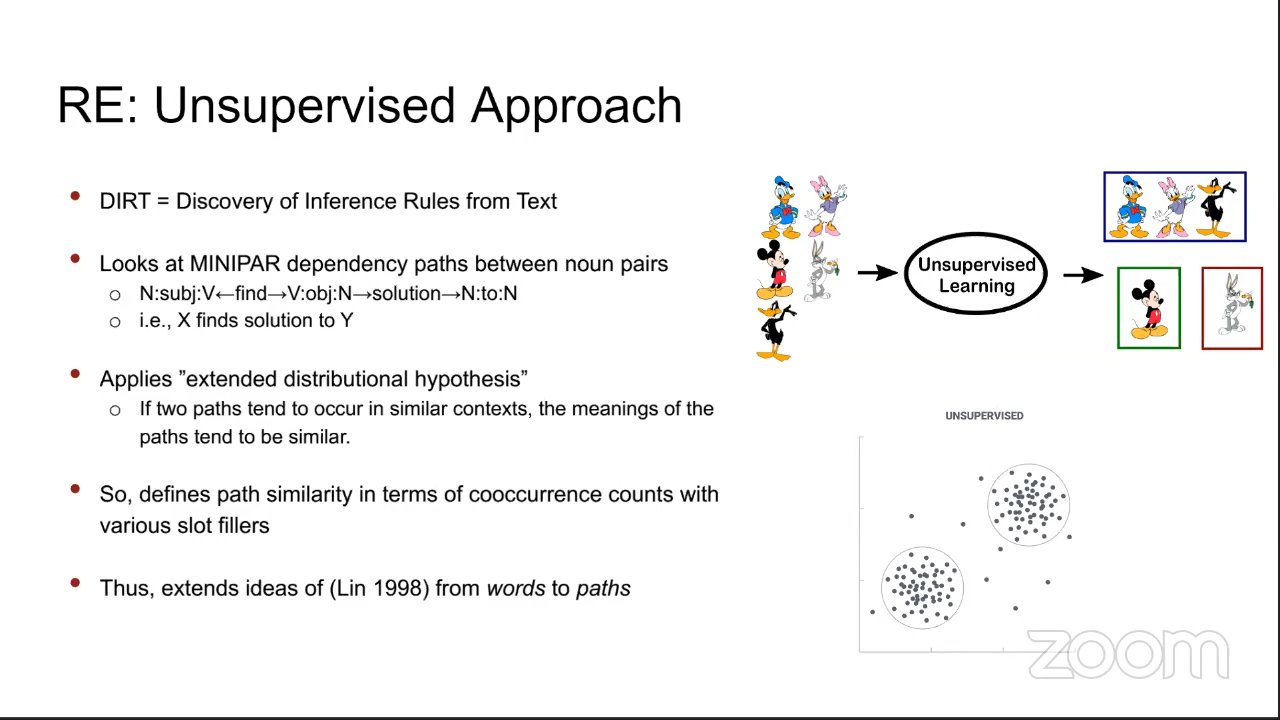 RE: Unsupervised Approach
• DIRT = Discovery of Inference Rules from Text
• Looks at MINIPAR dependency paths between noun pairs
o N:subj:V←find→V:obj:N→solution→N:to:N
o i.e., X finds solution to Y
• Applies ”extended distributional hypothesis”
o If two paths tend to occur in similar contexts, the meanings of the
paths tend to be similar.
• So, defines path similarity in terms of cooccurrence counts with
various slot fillers
• Thus, extends ideas of (Lin 1998) from words to paths
Unsupervised
Learning
UNSUPERVISED
zoom